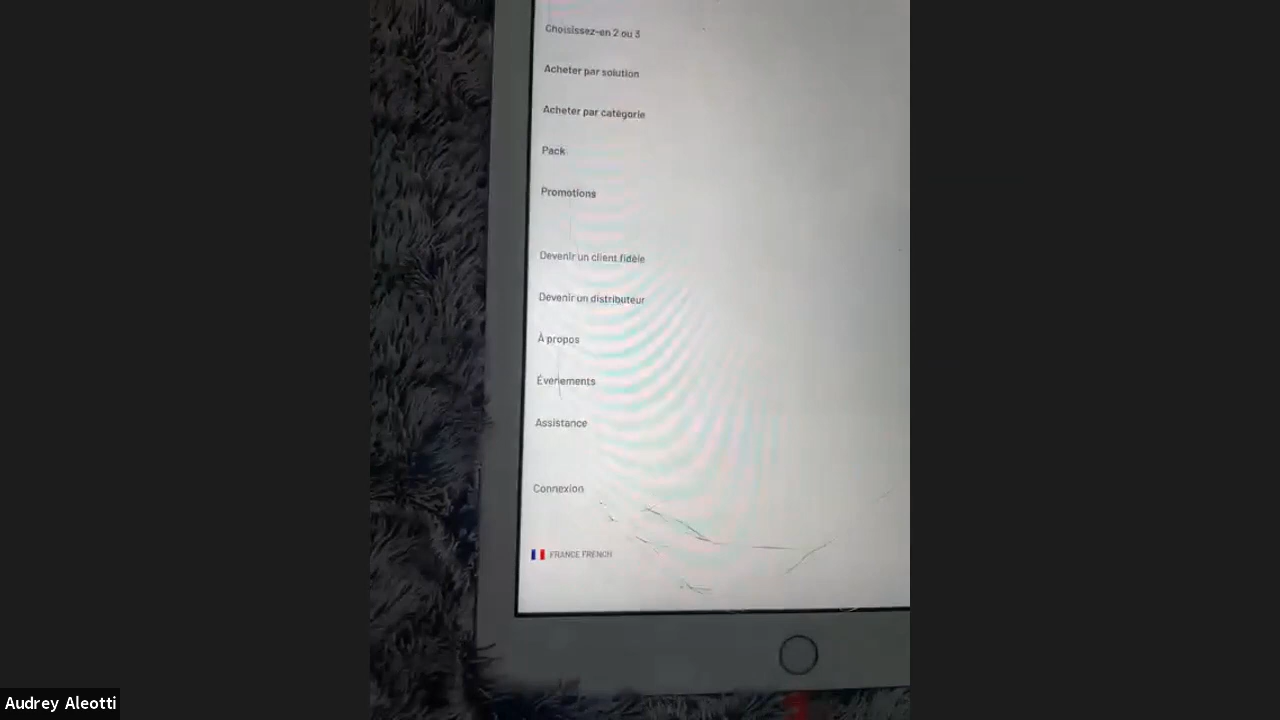 Choisissez-en 2 ou 3
Acheter par solution
Acheter par catégorie
Pack
Promotions
Devenir un client fidèle
Devenir un distributeur
À propos
Événements
Assistance
Connexion
FRANCE FRENCH
Audrey Aleotti